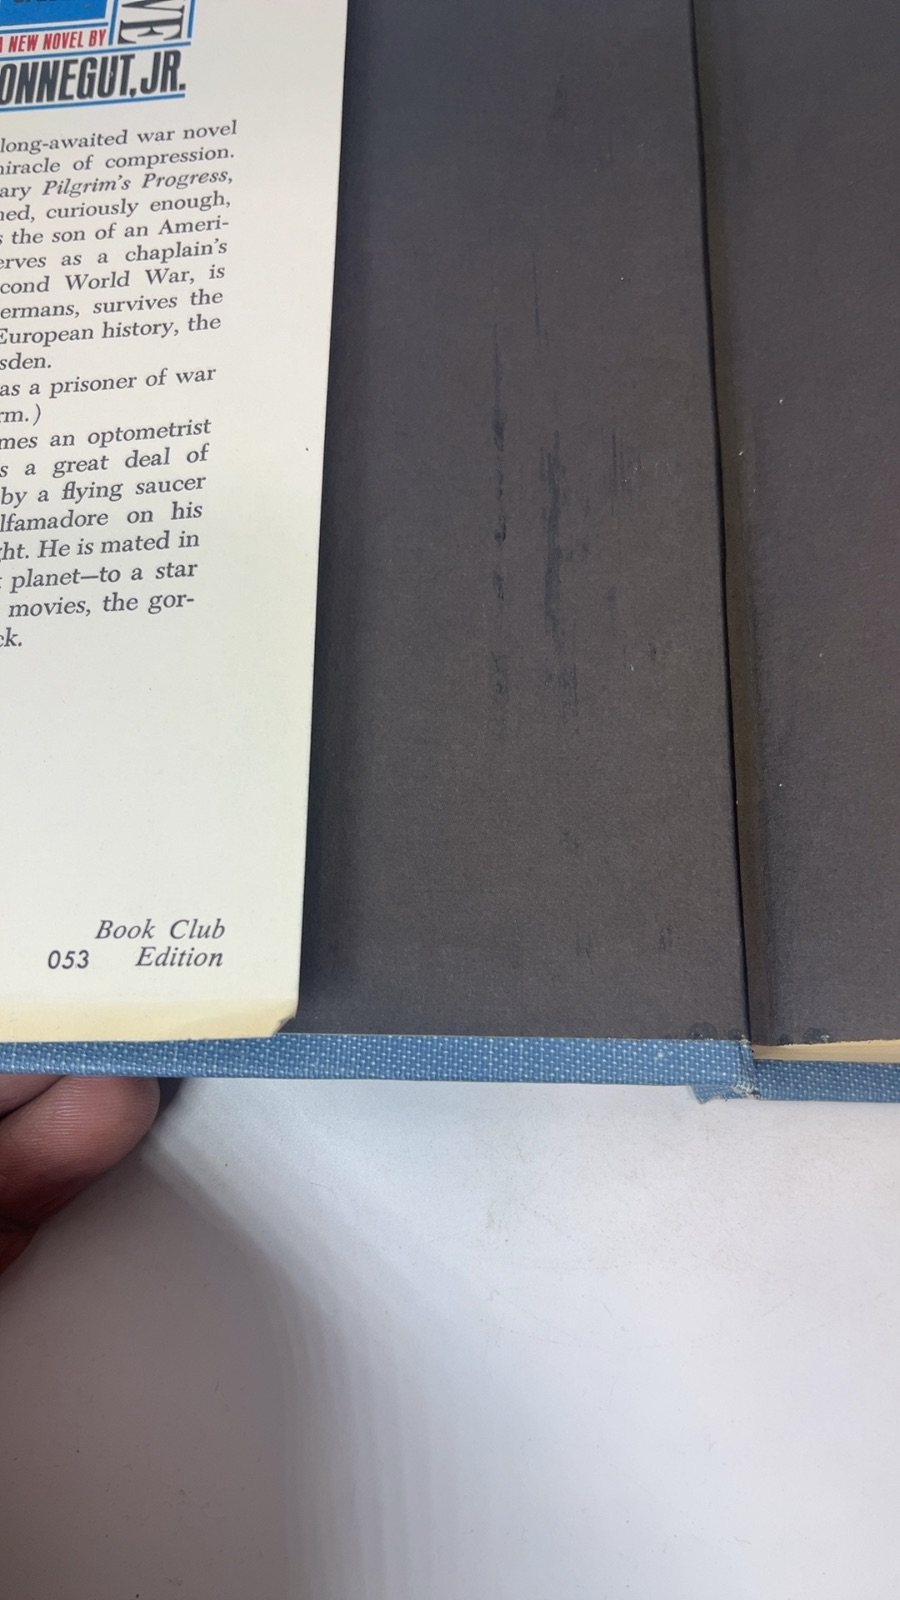 VE
A NEW NOVEL BY
ONNEGUT, JR.
long-awaited war novel
miracle of compression.
ary Pilgrim's Progress,
ned, curiously enough,
s the son of an Ameri-
erves as a chaplain's
cond World War, is
ermans, survives the
European history, the
sden.
as a prisoner of war
rm.)
mes an optometrist
s a great deal of
by a flying saucer
lfamadore on his
ght. He is mated in
t planet—to a star
movies, the gor-
ck.
Book Club
053 Edition